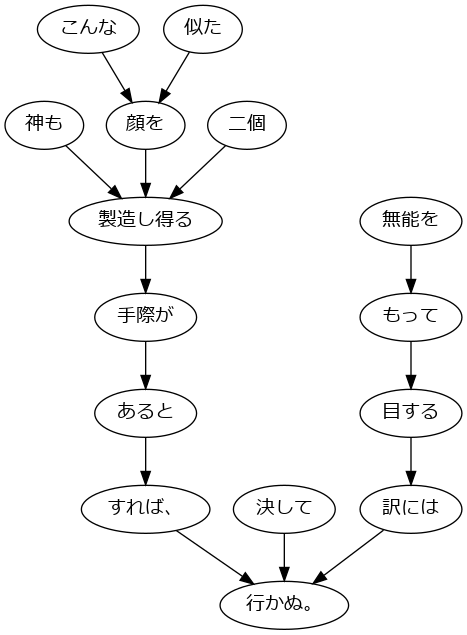 こんな
似た
神も
顔を
二個
製造し得る
無能を
手際が
もって
あると
目する
すれば、
決して
訳には
行かぬ。